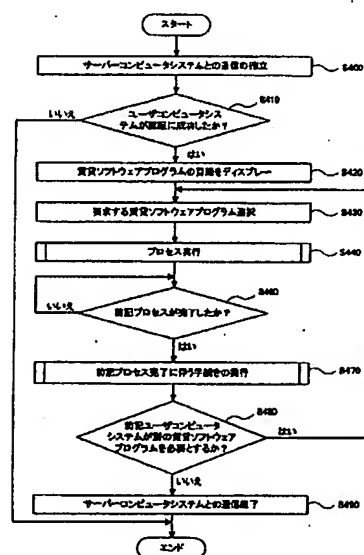 スタート
サーバーコンピュータシステムとの通信の確立
S400
ユーザコンピュータシス
テムが認証に成功したか?
S410
いいえ
はい
賃貸ソフトウェアプログラムの目録をディスプレー
S420
要求する賃貸ソフトウェアプログラム選択
S430
プロセス実行
S440
前記プロセスが完了したか?
S460
いいえ
はい
前記プロセス完了に伴う手続きの発行
S470
前記ユーザコンピュータ
システムが別の賃貸ソフトウェア
プログラムを必要とするか?
S480
はい
いいえ
サーバーコンピュータシステムとの通信終了
S490
エンド